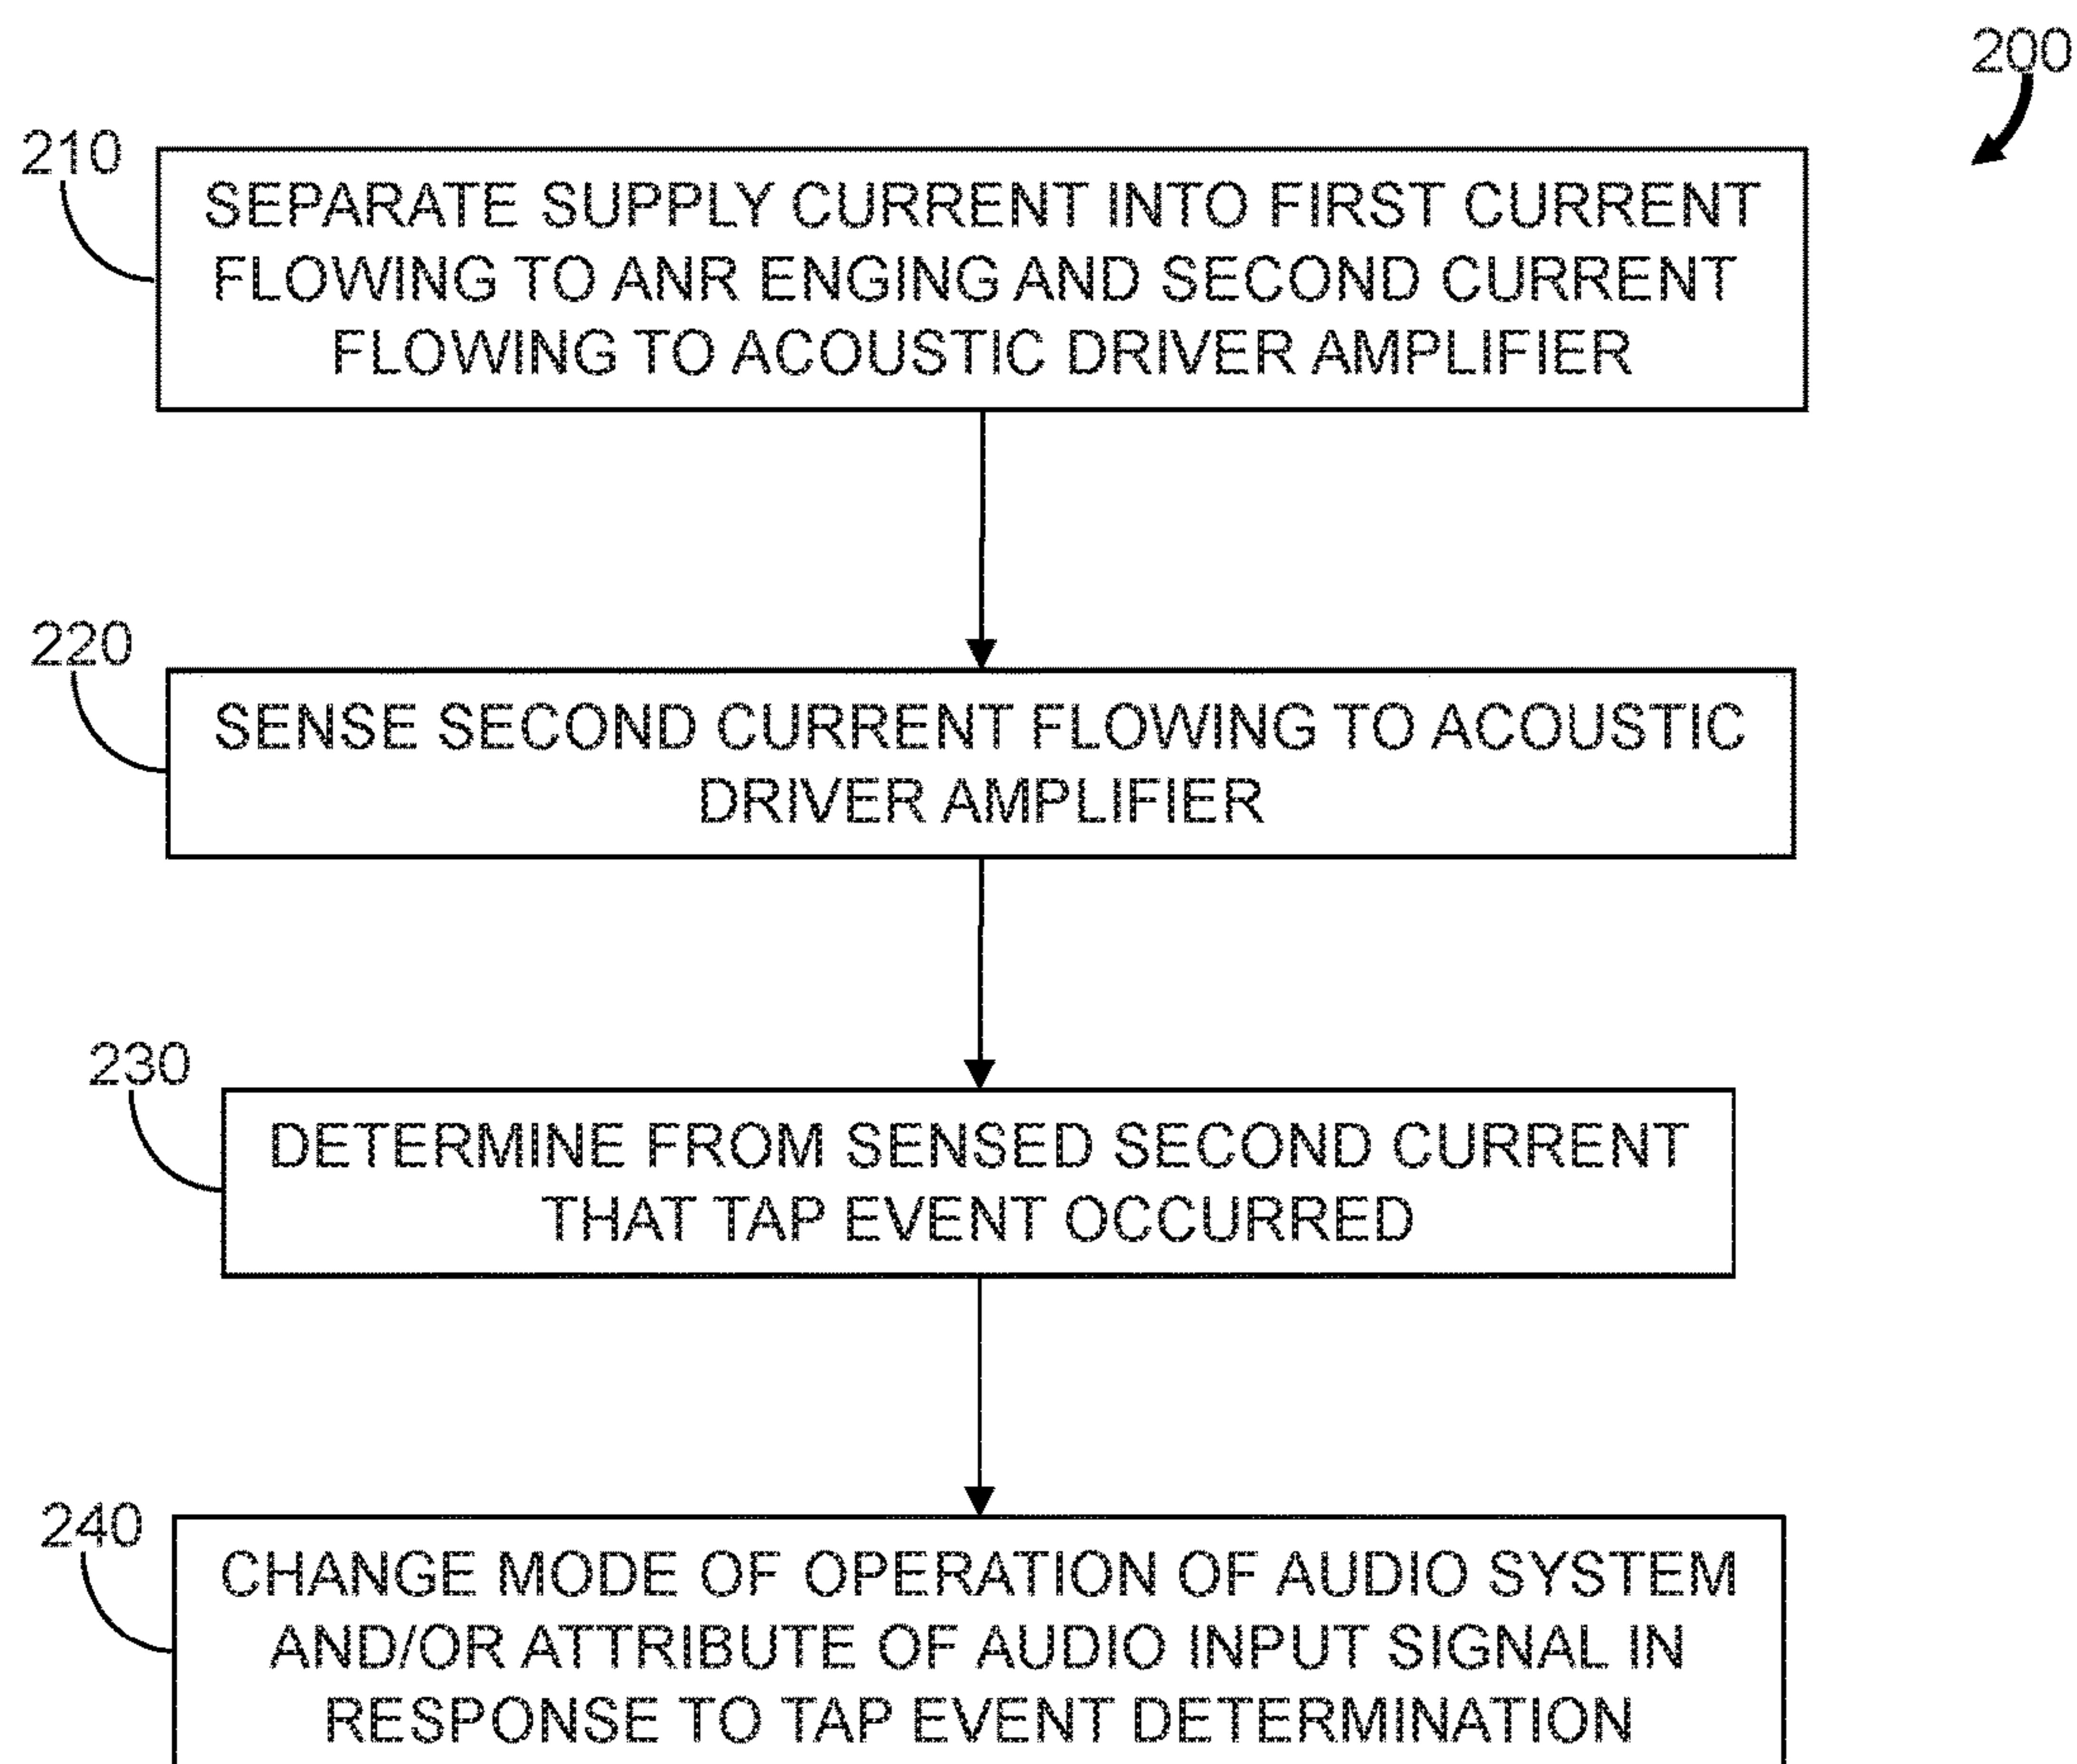 200
210
SEPARATE SUPPLY CURRENT INTO FIRST CURRENT
FLOWING TO ANR ENGING AND SECOND CURRENT
FLOWING TO ACOUSTIC DRIVER AMPLIFIER
220
SENSE SECOND CURRENT FLOWING TO ACOUSTIC
DRIVER AMPLIFIER
230
DETERMINE FROM SENSED SECOND CURRENT
THAT TAP EVENT OCCURRED
240
CHANGE MODE OF OPERATION OF AUDIO SYSTEM
AND/OR ATTRIBUTE OF AUDIO INPUT SIGNAL IN
RESPONSE TO TAP EVENT DETERMINATION